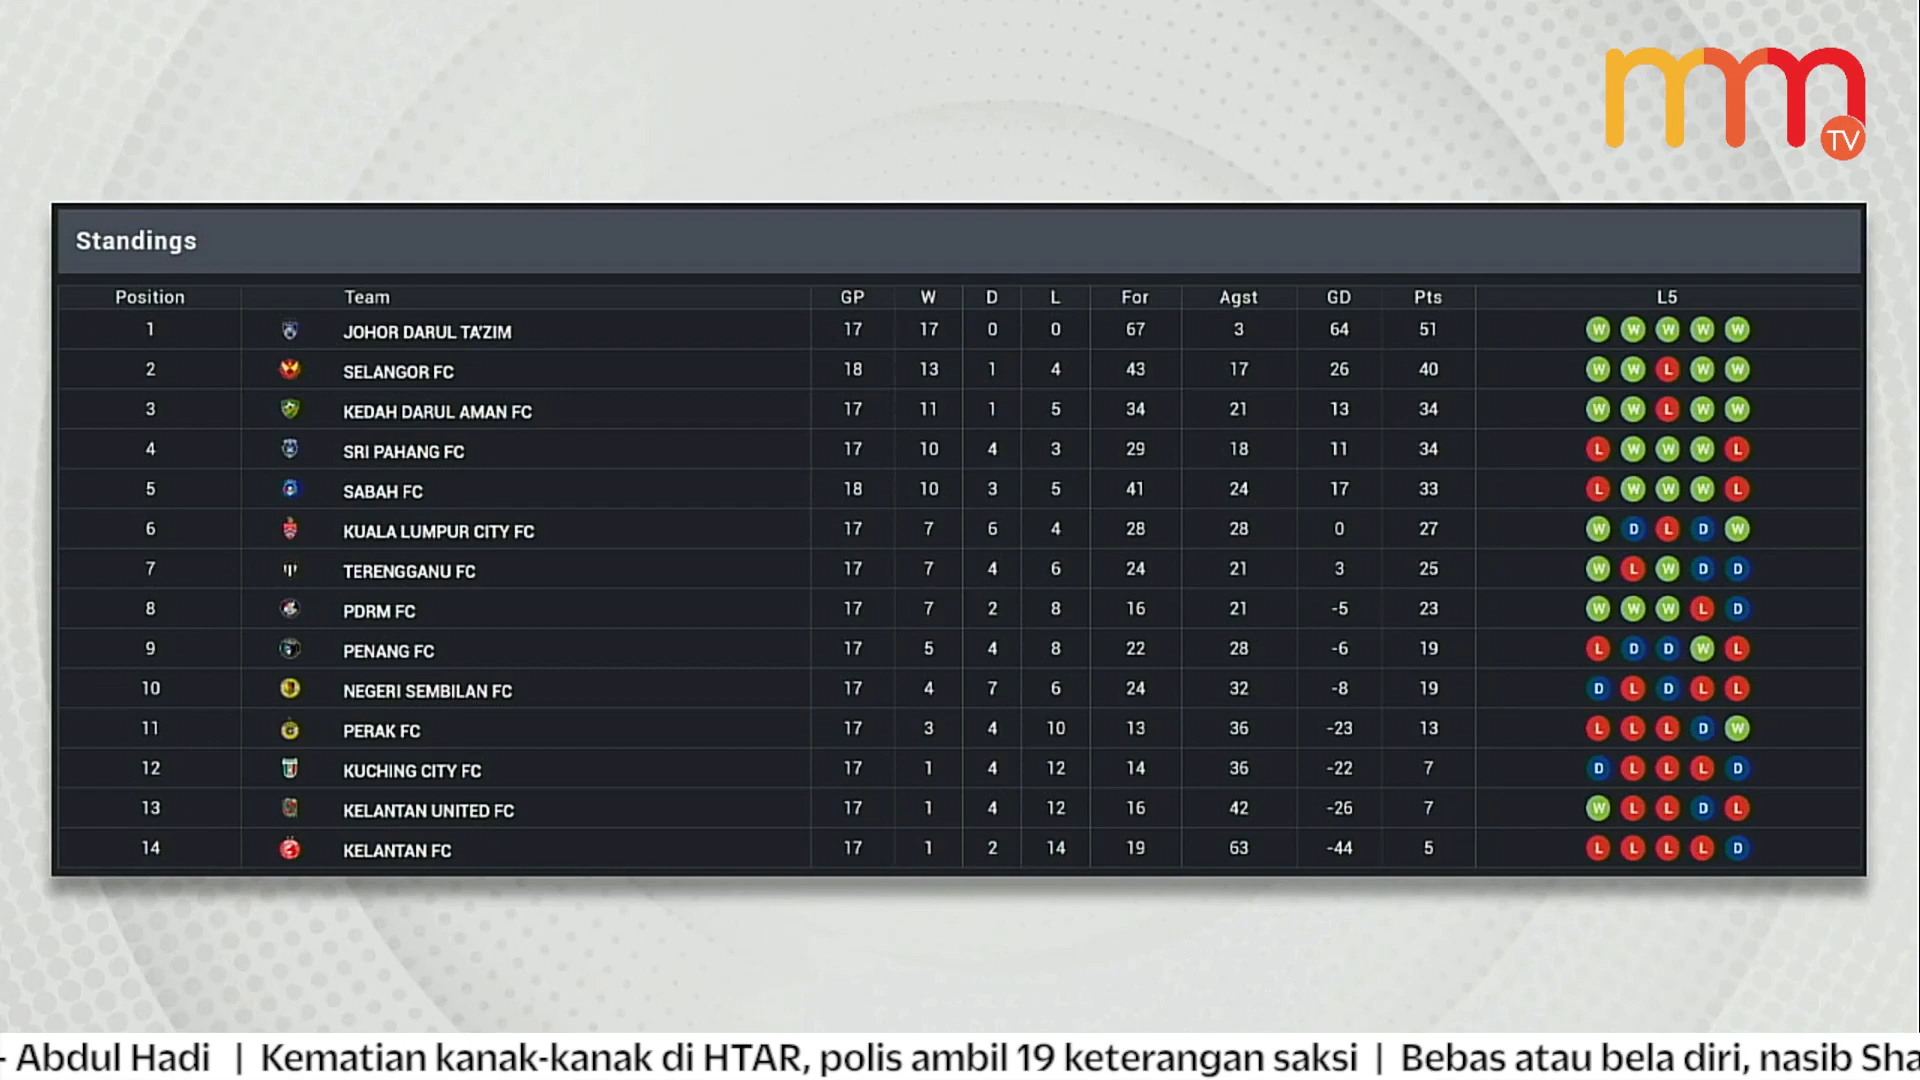 mm TV
Standings
Position Team GP W D L For Agst GD Pts L5
1 JOHOR DARUL TA'ZIM 17 17 0 0 67 3 64 51 W W W W W
2 SELANGOR FC 18 13 1 4 43 17 26 40 W W L W W
3 KEDAH DARUL AMAN FC 17 11 1 5 34 21 13 34 W W L W W
4 SRI PAHANG FC 17 10 4 3 29 18 11 34 L W W W L
5 SABAH FC 18 10 3 5 41 24 17 33 L W W W L
6 KUALA LUMPUR CITY FC 17 7 6 4 28 28 0 27 W D L D W
7 TERENGGANU FC 17 7 4 6 24 21 3 25 W L W D D
8 PDRM FC 17 7 2 8 16 21 -5 23 W W W L D
9 PENANG FC 17 5 4 8 22 28 -6 19 L D D W L
10 NEGERI SEMBILAN FC 17 4 7 6 24 32 -8 19 D L D L L
11 PERAK FC 17 3 4 10 13 36 -23 13 L L L D W
12 KUCHING CITY FC 17 1 4 12 14 36 -22 7 D L L L D
13 KELANTAN UNITED FC 17 1 4 12 16 42 -26 7 W L L D L
14 KELANTAN FC 17 1 2 14 19 63 -44 5 L L L L D
- Abdul Hadi | Kematian kanak-kanak di HTAR, polis ambil 19 keterangan saksi | Bebas atau bela diri, nasib Sha